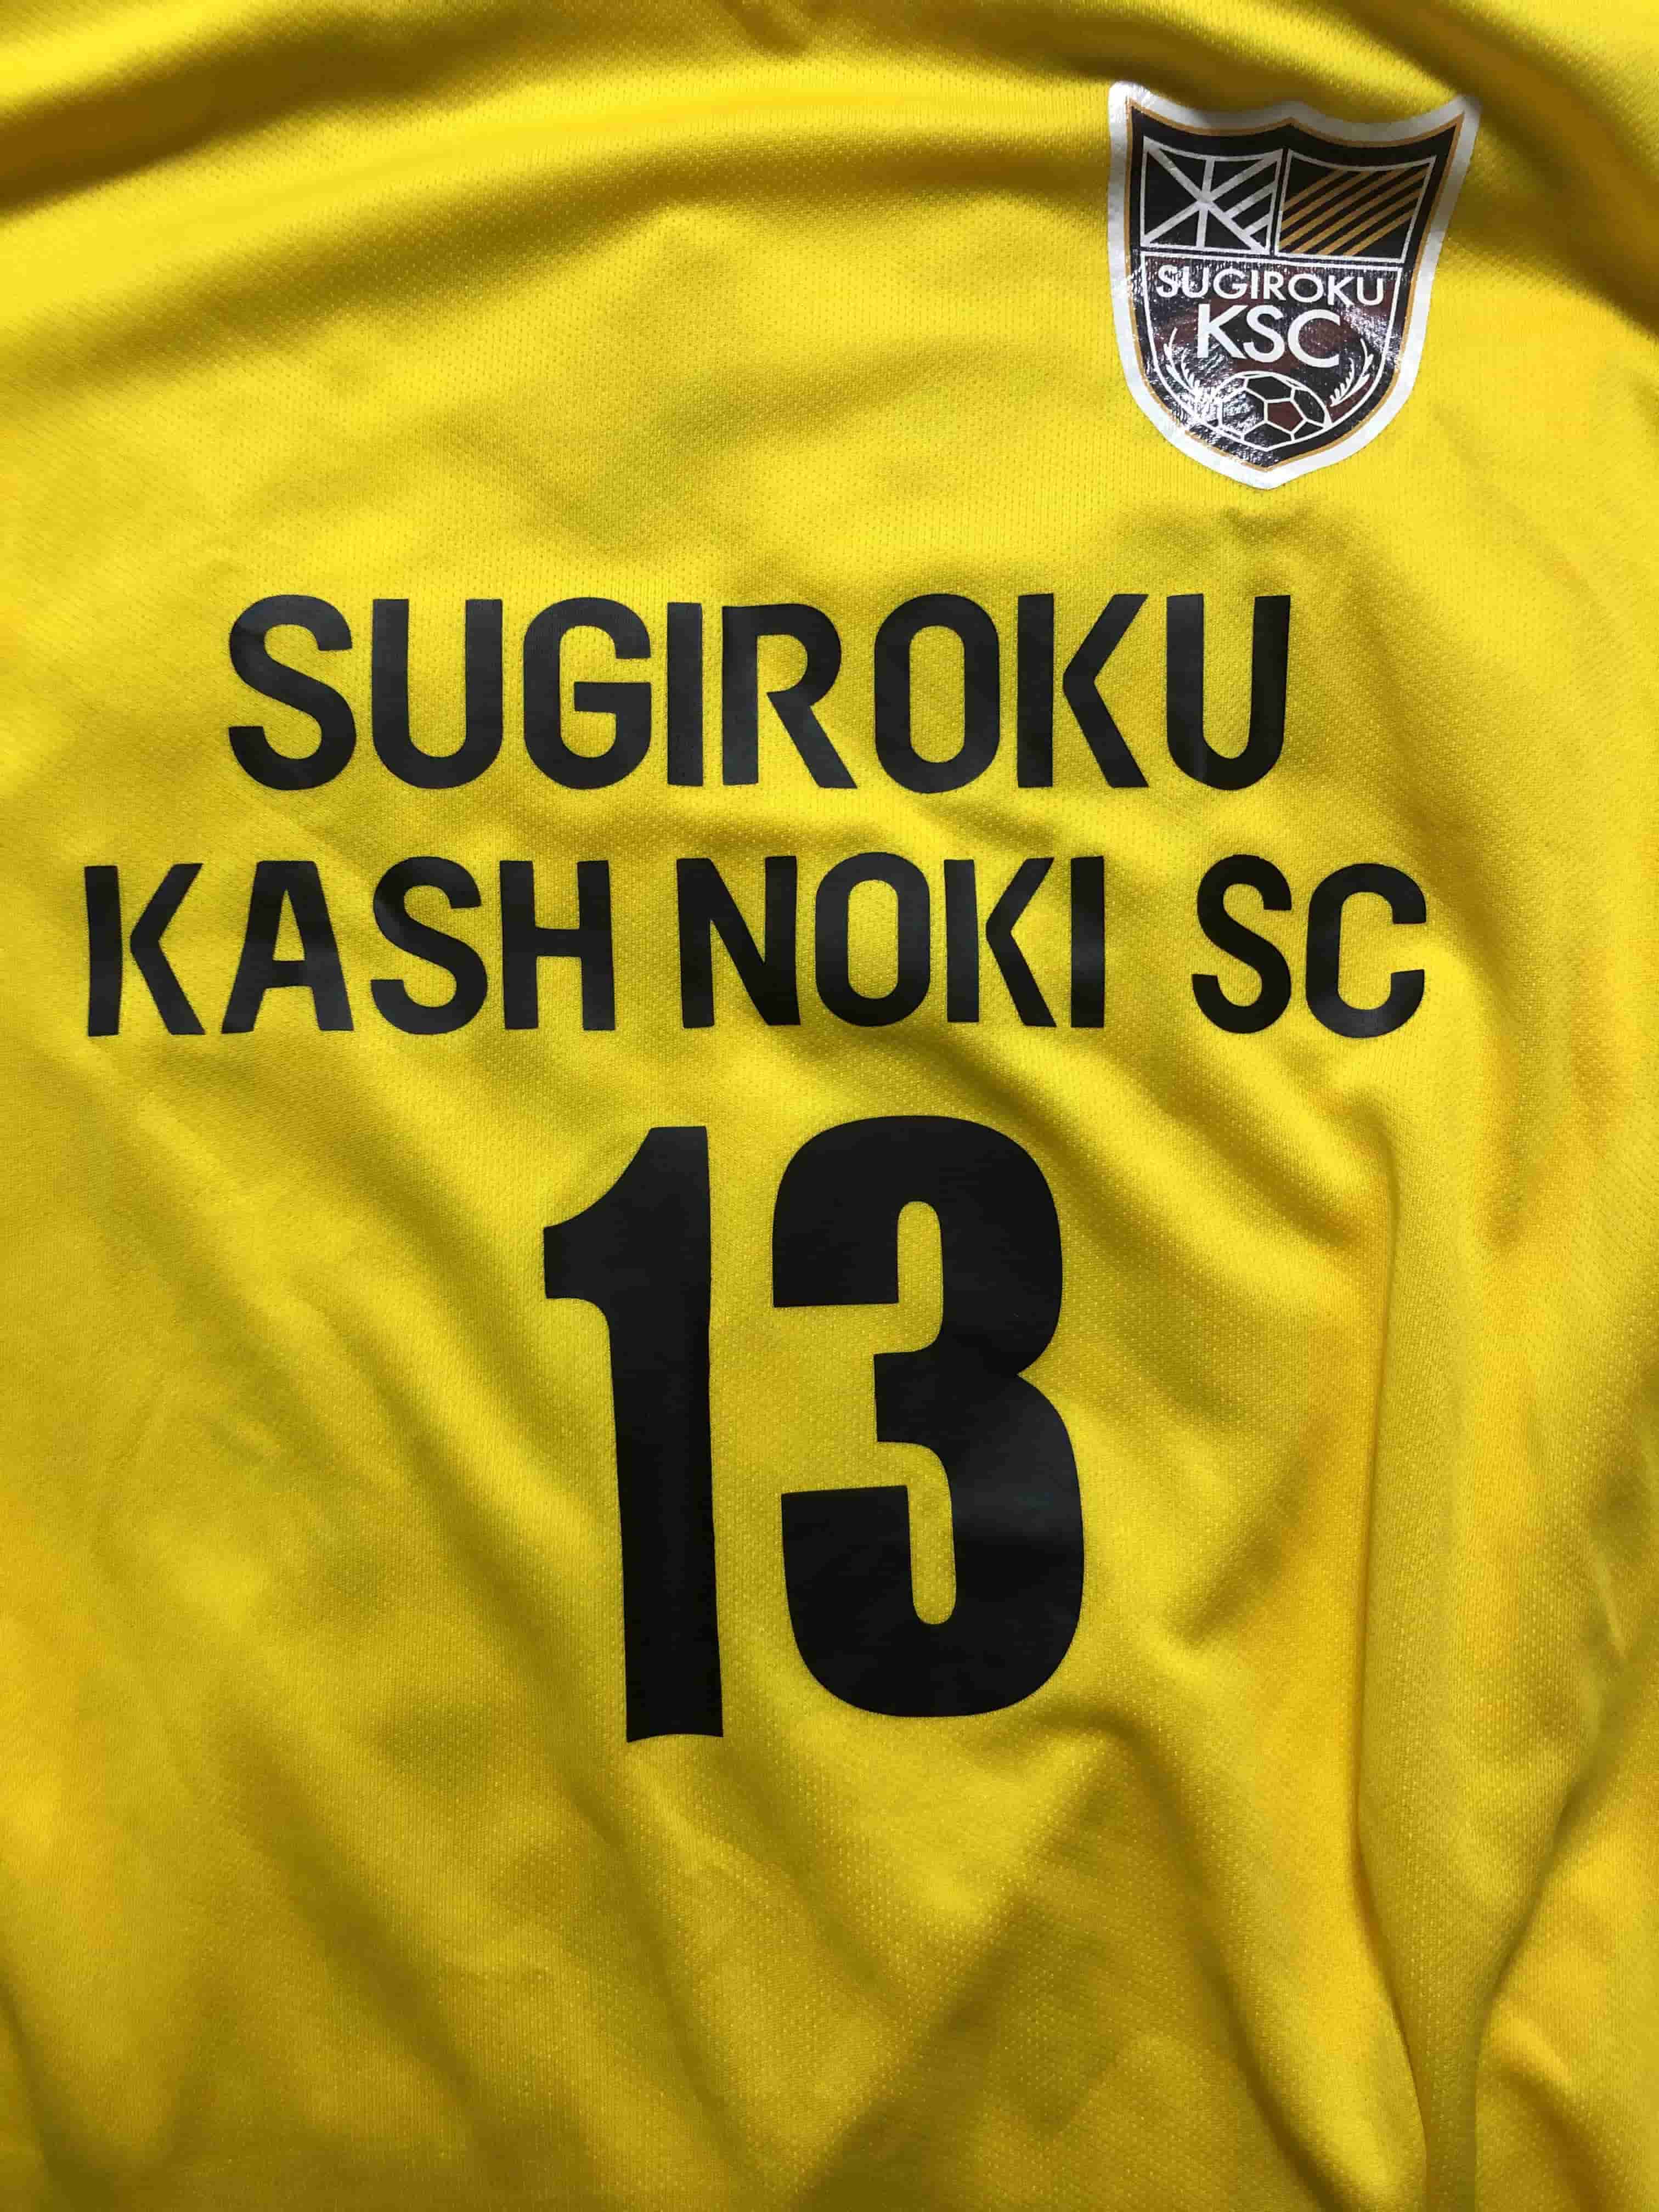 SUGIROKU
KSC
SUGIROKU
KASH NOKI SC
13